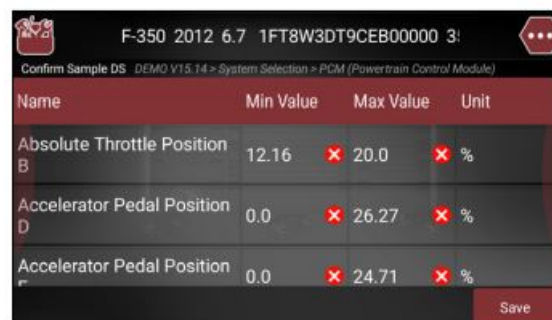 F-350 2012 6.7 1FT8W3DT9CEB00000
Confirm Sample DS DEMO V15.14 > System Selection > PCM (Powertrain Control Module)
Name Min Value Max Value Unit
Absolute Throttle Position
B 12.16 20.0 %
Accelerator Pedal Position
D 0.0 26.27 %
Accelerator Pedal Position
0.0 24.71 %
Save